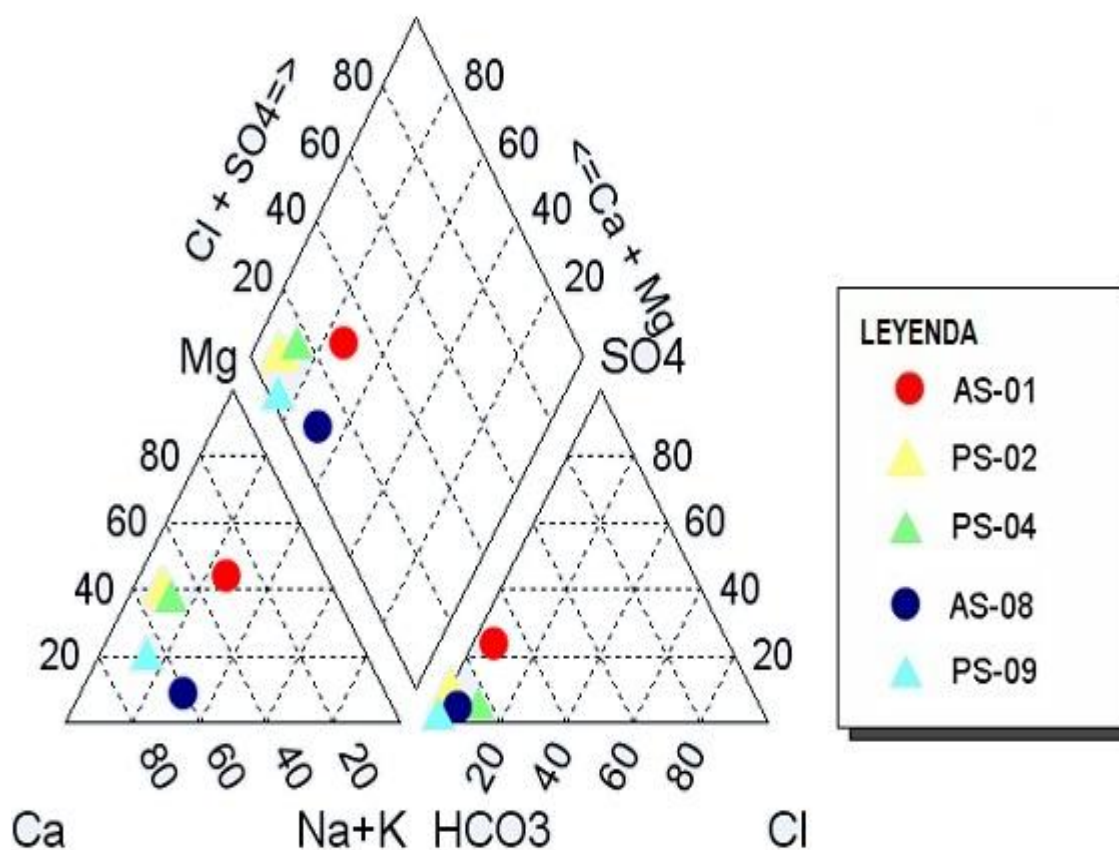 80 80
60 60
40 40
20 20
Cl + SO4=>
<=Ca + Mg
Mg SO4
80 80
60 60
40 40
20 20
80 60 40 20 20 40 60 80
Ca Na+K HCO3 Cl
LEYENDA
AS-01
PS-02
PS-04
AS-08
PS-09